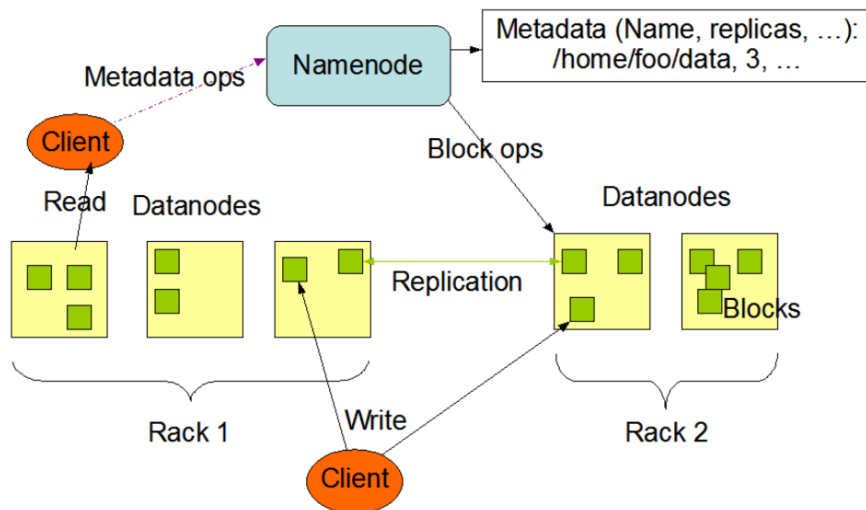 Metadata (Name, replicas, …):
/home/foo/data, 3, …
Namenode
Metadata ops
Client
Block ops
Read
Datanodes
Datanodes
Replication
Blocks
Rack 1
Write
Rack 2
Client